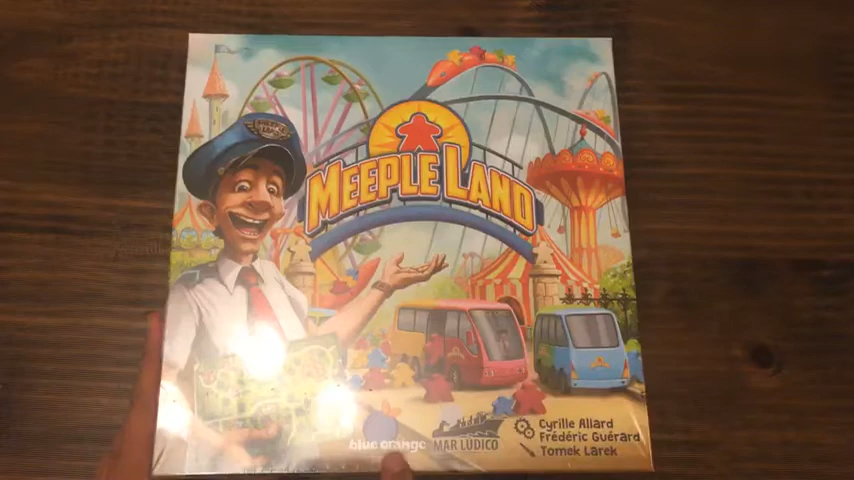 MEEPLE LAND
blue orange
MAR LÚDICO
Cyrille Allard
Frédéric Guérard
Tomek Larek